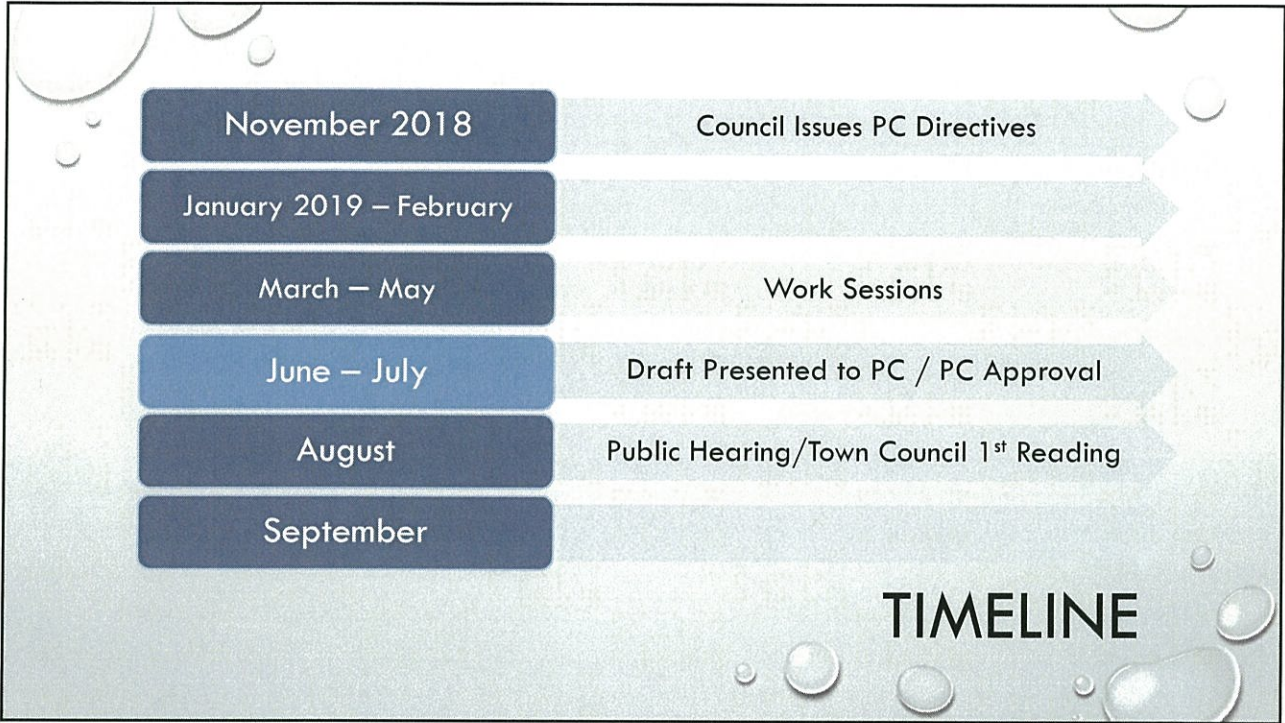 November 2018 Council Issues PC Directives
January 2019 – February
March – May Work Sessions
June – July Draft Presented to PC / PC Approval
August Public Hearing/Town Council 1st Reading
September
TIMELINE